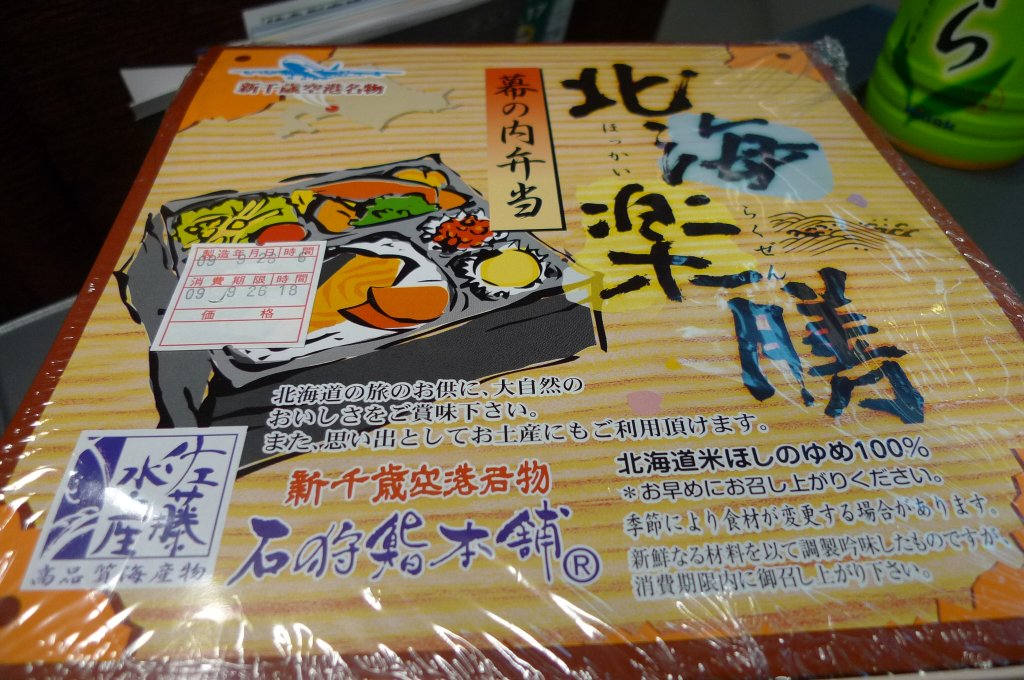 新千歳空港名物
幕の内弁当
北海楽膳
ほっかい
らくぜん
製造年月日|時間
09 9 26 6
消費期限|時間
09 9 26 18
価格
北海道の旅のお供に、大自然の
おいしさをご賞味下さい。
また、思い出としてお土産にもご利用頂けます。
新千歳空港名物
石狩鮨本舗®
佐藤水産
高品質海産物
北海道米ほしのゆめ100%
*お早めにお召し上がりください。
季節により食材が変更する場合があります。
新鮮なる材料を以て調製吟味したものですが、
消費期限内に御召し上がり下さい。
ら